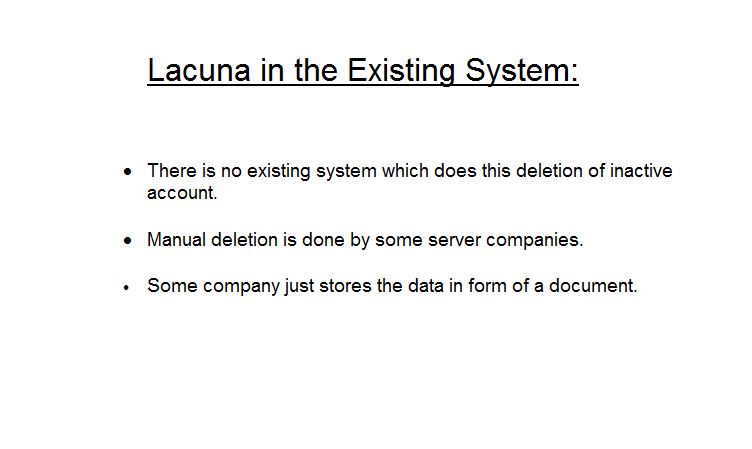 Lacuna in the Existing System:
• There is no existing system which does this deletion of inactive
account.
• Manual deletion is done by some server companies.
• Some company just stores the data in form of a document.